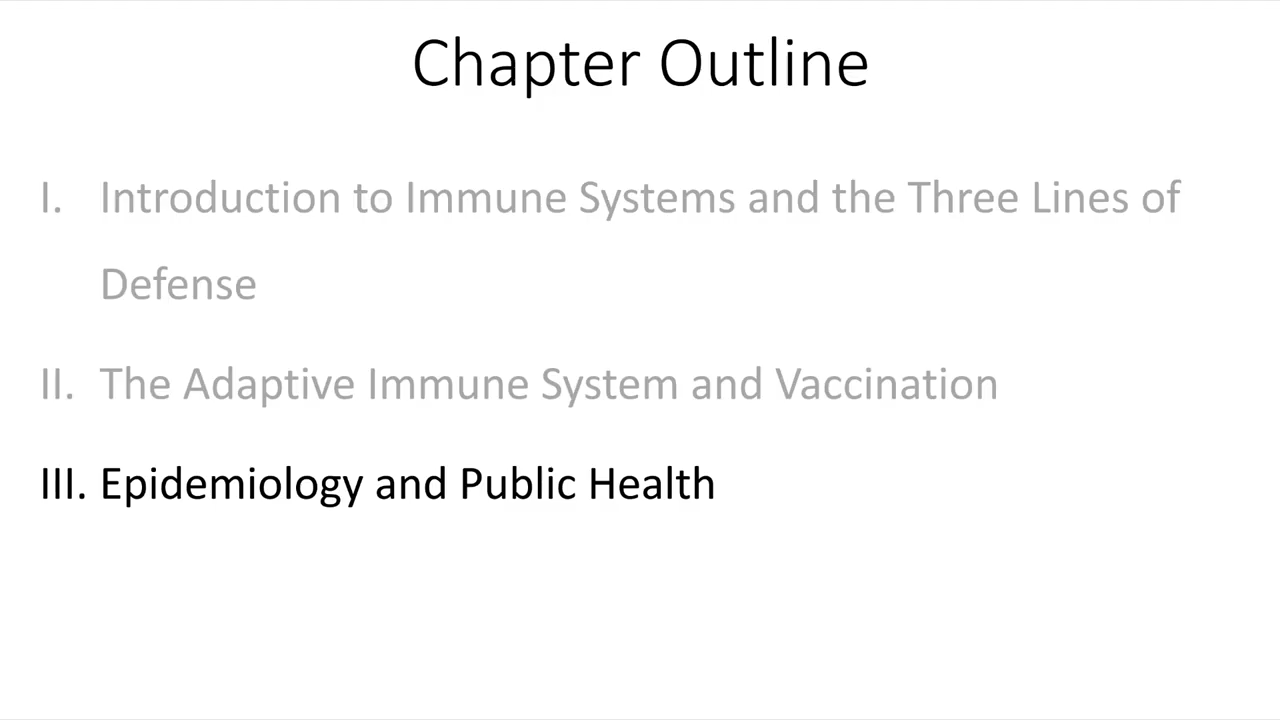 Chapter Outline
I. Introduction to Immune Systems and the Three Lines of
Defense
II. The Adaptive Immune System and Vaccination
III. Epidemiology and Public Health